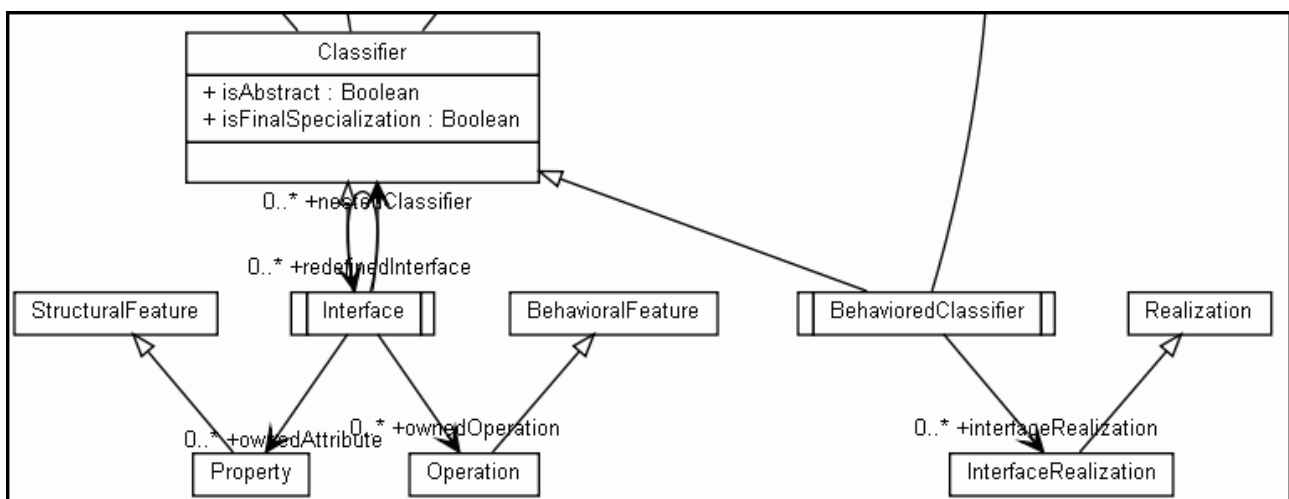 Classifier
+ isAbstract : Boolean
+ isFinalSpecialization : Boolean
0..* +nestedClassifier
0..* +redefinedInterface
StructuralFeature
Interface
BehavioralFeature
BehavioredClassifier
Realization
0..* +ownedAttribute
0..* +ownedOperation
0..* +interfaceRealization
Property
Operation
InterfaceRealization